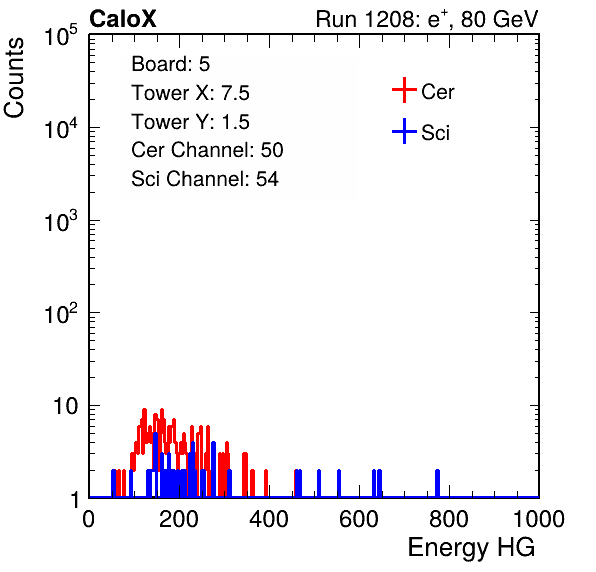 CaloX Run 1208: e⁺, 80 GeV
Counts
10⁵
10⁴
10³
10²
10
1
Board: 5
Tower X: 7.5
Tower Y: 1.5
Cer Channel: 50
Sci Channel: 54
Cer
Sci
0 200 400 600 800 1000
Energy HG